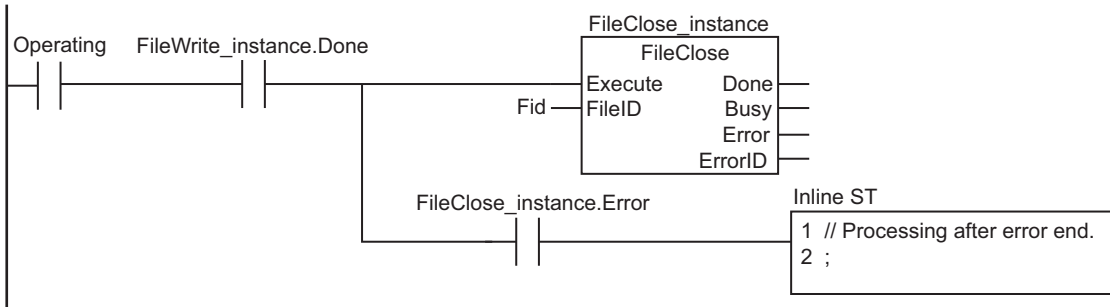 FileClose_instance
Operating
FileWrite_instance.Done
FileClose
Execute Done
Fid FileID Busy
Error
ErrorID
FileClose_instance.Error
Inline ST
1 // Processing after error end.
2 ;